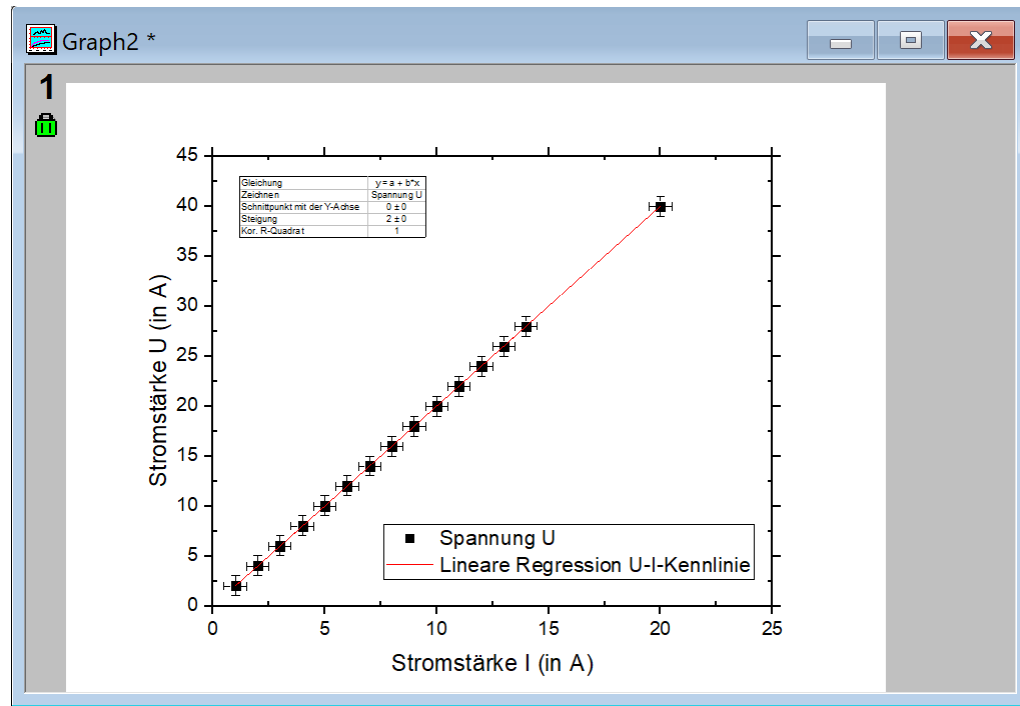 Graph2 *
1
45
40
35
30
25
20
15
10
5
0
Stromstärke U (in A)
Gleichung y = a + b*x
Zeichnen Spannung U
Schnittpunkt mit der Y-Achse 0 ± 0
Steigung 2 ± 0
Kor. R-Quadrat 1
Spannung U
Lineare Regression U-I-Kennlinie
0 5 10 15 20 25
Stromstärke I (in A)